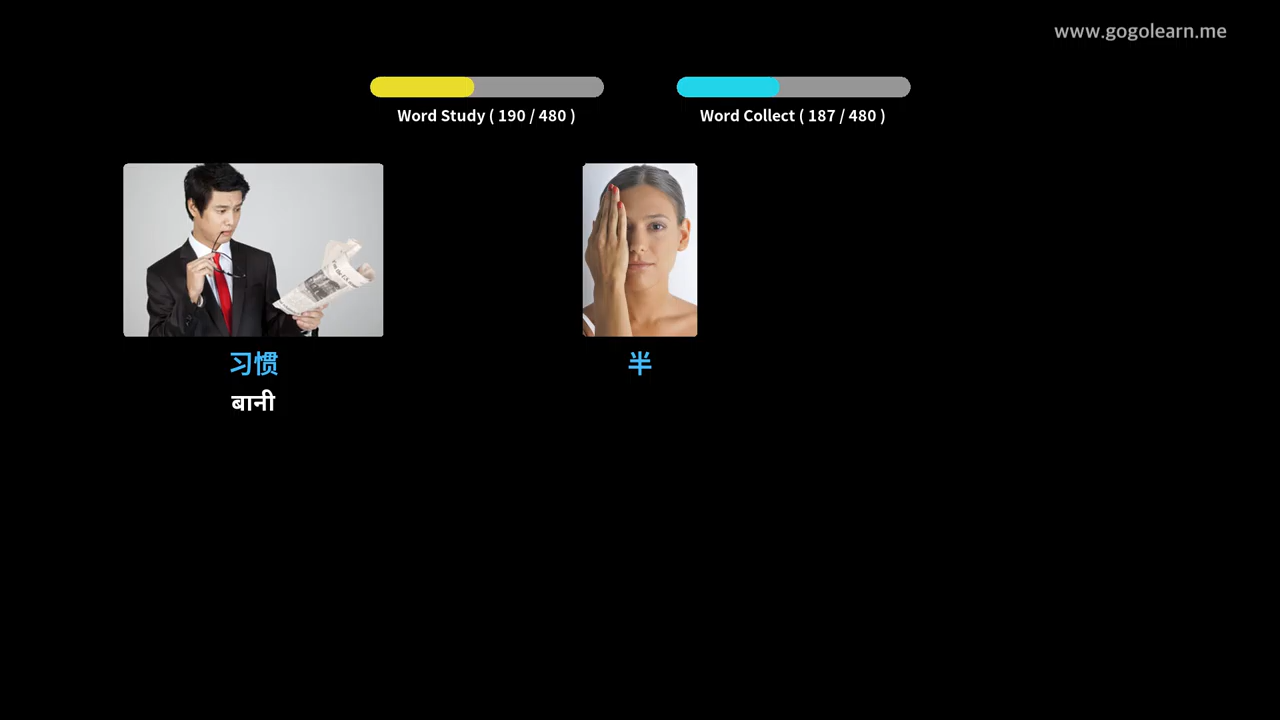 www.gogolearn.me
Word Study ( 190 / 480 )
Word Collect ( 187 / 480 )
习惯
बानी
半